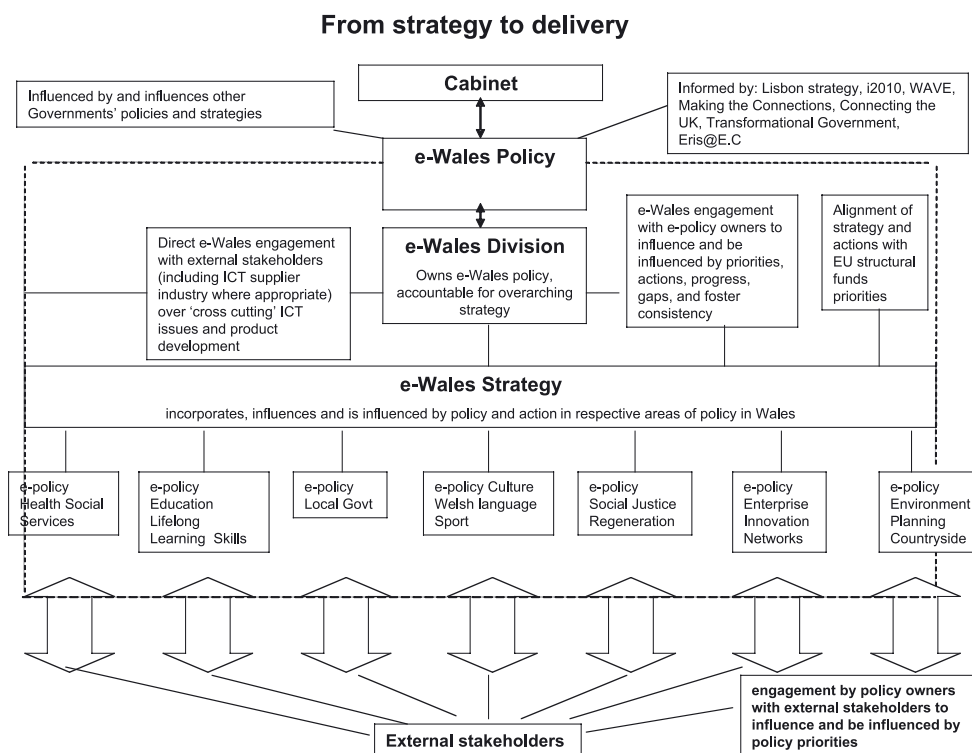 From strategy to delivery
Cabinet
Influenced by and influences other
Governments' policies and strategies
Informed by: Lisbon strategy, i2010, WAVE,
Making the Connections, Connecting the
UK, Transformational Government,
Eris@E.C
e-Wales Policy
Direct e-Wales engagement
with external stakeholders
(including ICT supplier
industry where appropriate)
over 'cross cutting' ICT
issues and product
development
e-Wales Division
Owns e-Wales policy,
accountable for overarching
strategy
e-Wales engagement
with e-policy owners to
influence and be
influenced by priorities,
actions, progress,
gaps, and foster
consistency
Alignment of
strategy and
actions with
EU structural
funds
priorities
e-Wales Strategy
incorporates, influences and is influenced by policy and action in respective areas of policy in Wales
e-policy
Health Social
Services
e-policy
Education
Lifelong
Learning Skills
e-policy
Local Govt
e-policy Culture
Welsh language
Sport
e-policy
Social Justice
Regeneration
e-policy
Enterprise
Innovation
Networks
e-policy
Environment
Planning
Countryside
External stakeholders
engagement by policy owners
with external stakeholders to
influence and be influenced by
policy priorities